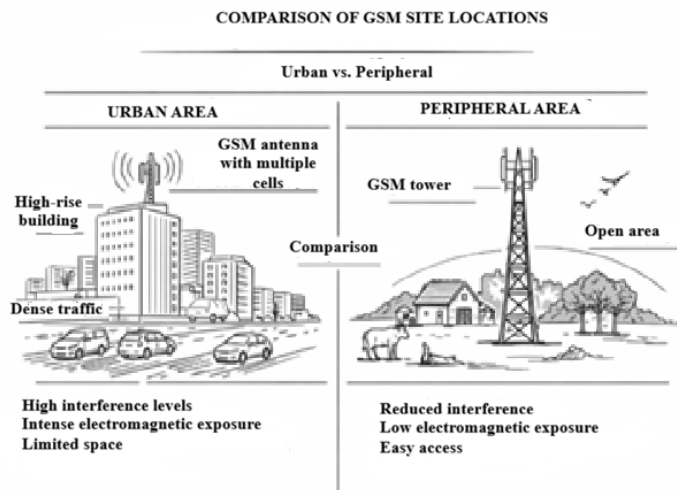 COMPARISON OF GSM SITE LOCATIONS
Urban vs. Peripheral
URBAN AREA
GSM antenna
with multiple
cells
High-rise
building
Dense traffic
Comparison
PERIPHERAL AREA
GSM tower
Open area
High interference levels
Intense electromagnetic exposure
Limited space
Reduced interference
Low electromagnetic exposure
Easy access